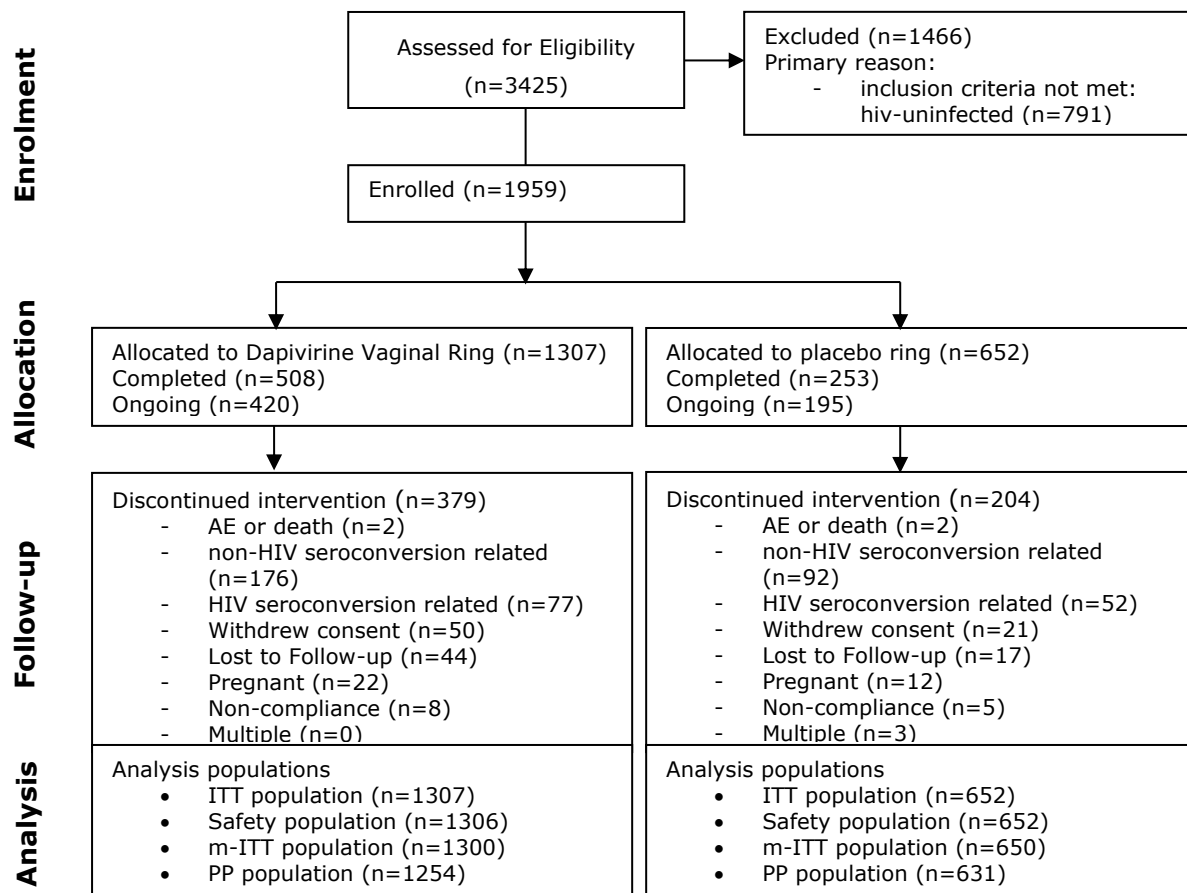 Enrolment
Assessed for Eligibility
(n=3425)
Excluded (n=1466)
Primary reason:
- inclusion criteria not met:
hiv-uninfected (n=791)
Enrolled (n=1959)
Allocation
Allocated to Dapivirine Vaginal Ring (n=1307)
Completed (n=508)
Ongoing (n=420)
Allocated to placebo ring (n=652)
Completed (n=253)
Ongoing (n=195)
Follow-up
Discontinued intervention (n=379)
- AE or death (n=2)
- non-HIV seroconversion related
(n=176)
- HIV seroconversion related (n=77)
- Withdrew consent (n=50)
- Lost to Follow-up (n=44)
- Pregnant (n=22)
- Non-compliance (n=8)
- Multiple (n=0)
Discontinued intervention (n=204)
- AE or death (n=2)
- non-HIV seroconversion related
(n=92)
- HIV seroconversion related (n=52)
- Withdrew consent (n=21)
- Lost to Follow-up (n=17)
- Pregnant (n=12)
- Non-compliance (n=5)
- Multiple (n=3)
Analysis
Analysis populations
• ITT population (n=1307)
• Safety population (n=1306)
• m-ITT population (n=1300)
• PP population (n=1254)
Analysis populations
• ITT population (n=652)
• Safety population (n=652)
• m-ITT population (n=650)
• PP population (n=631)